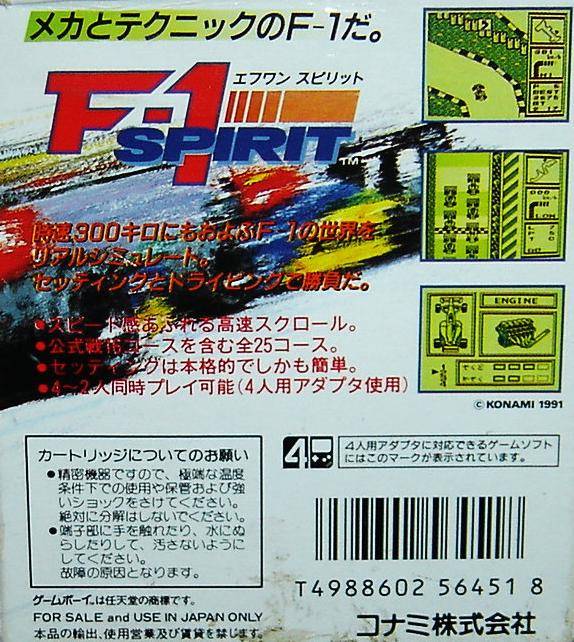 メカとテクニックのF-1だ。
エフワン スピリット
F-1
SPIRIT™
時速300キロにもおよぶF-1の世界を
リアルシミュレート。
セッティングとドライビングで勝負だ。
●スピード感あふれる高速スクロール。
●公式戦16コースを含む全25コース。
●セッティングは本格的でしかも簡単。
●4〜2人同時プレイ可能(4人用アダプタ使用)
ENGINE
©KONAMI 1991
カートリッジについてのお願い
●精密機器ですので、極端な温度
条件下での使用や保管および強
いショックをさけてください。
絶対に分解はしないでください。
●端子部に手を触れたり、水にぬ
らしたりして、汚さないように
してください。
故障の原因となります。
4
4人用アダプタに対応できるゲームソフト
にはこのマークが表示されています。
T4988602 56451 8
ゲームボーイ™は任天堂の商標です。
FOR SALE and USE IN JAPAN ONLY
本品の輸出、使用営業及び賃貸を禁じます。
コナミ株式会社